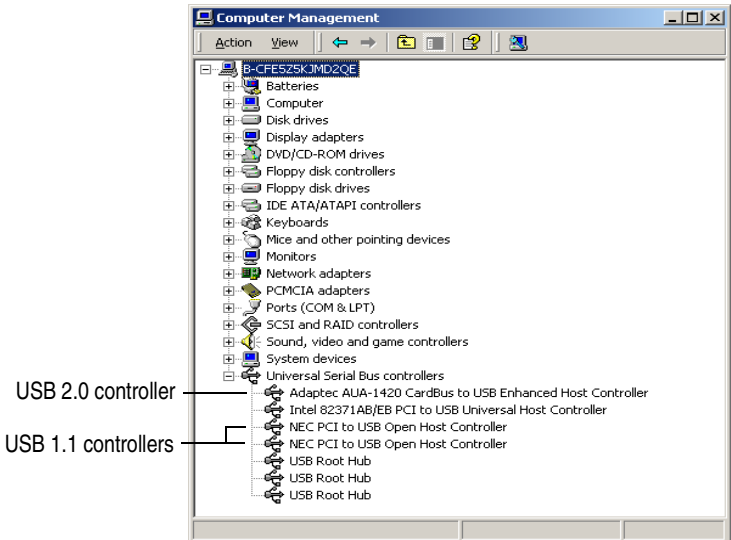 Computer Management
Action View
B-CFE5Z5KJMD2QE
Batteries
Computer
Disk drives
Display adapters
DVD/CD-ROM drives
Floppy disk controllers
Floppy disk drives
IDE ATA/ATAPI controllers
Keyboards
Mice and other pointing devices
Monitors
Network adapters
PCMCIA adapters
Ports (COM & LPT)
SCSI and RAID controllers
Sound, video and game controllers
System devices
Universal Serial Bus controllers
USB 2.0 controller
Adaptec AUA-1420 CardBus to USB Enhanced Host Controller
Intel 82371AB/EB PCI to USB Universal Host Controller
USB 1.1 controllers
NEC PCI to USB Open Host Controller
NEC PCI to USB Open Host Controller
USB Root Hub
USB Root Hub
USB Root Hub